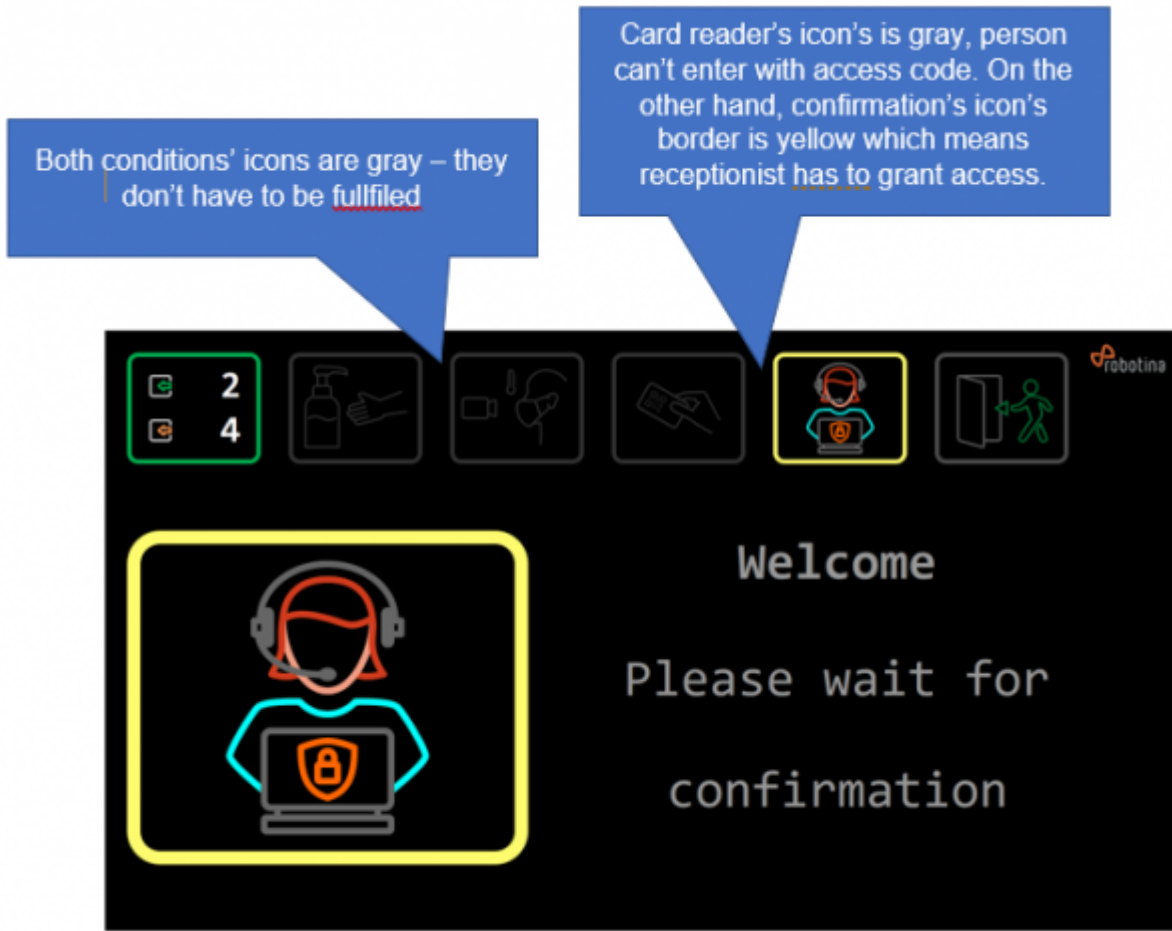 Card reader's icon's is gray, person
can't enter with access code. On the
other hand, confirmation's icon's
border is yellow which means
receptionist has to grant access.
Both conditions' icons are gray – they
don't have to be fullfiled
2
4
robotina
Welcome
Please wait for
confirmation